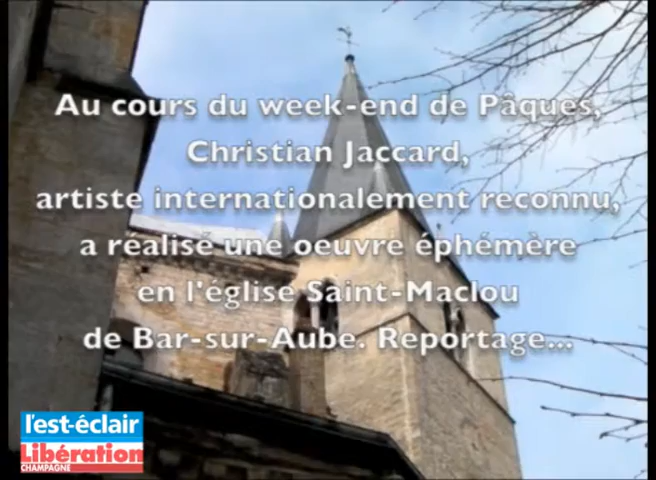 Au cours du week-end de Pâques,
Christian Jaccard,
artiste internationalement reconnu,
a réalisé une oeuvre éphémère
en l'église Saint-Maclou
de Bar-sur-Aube. Reportage...
l'est-éclair
Libération
CHAMPAGNE